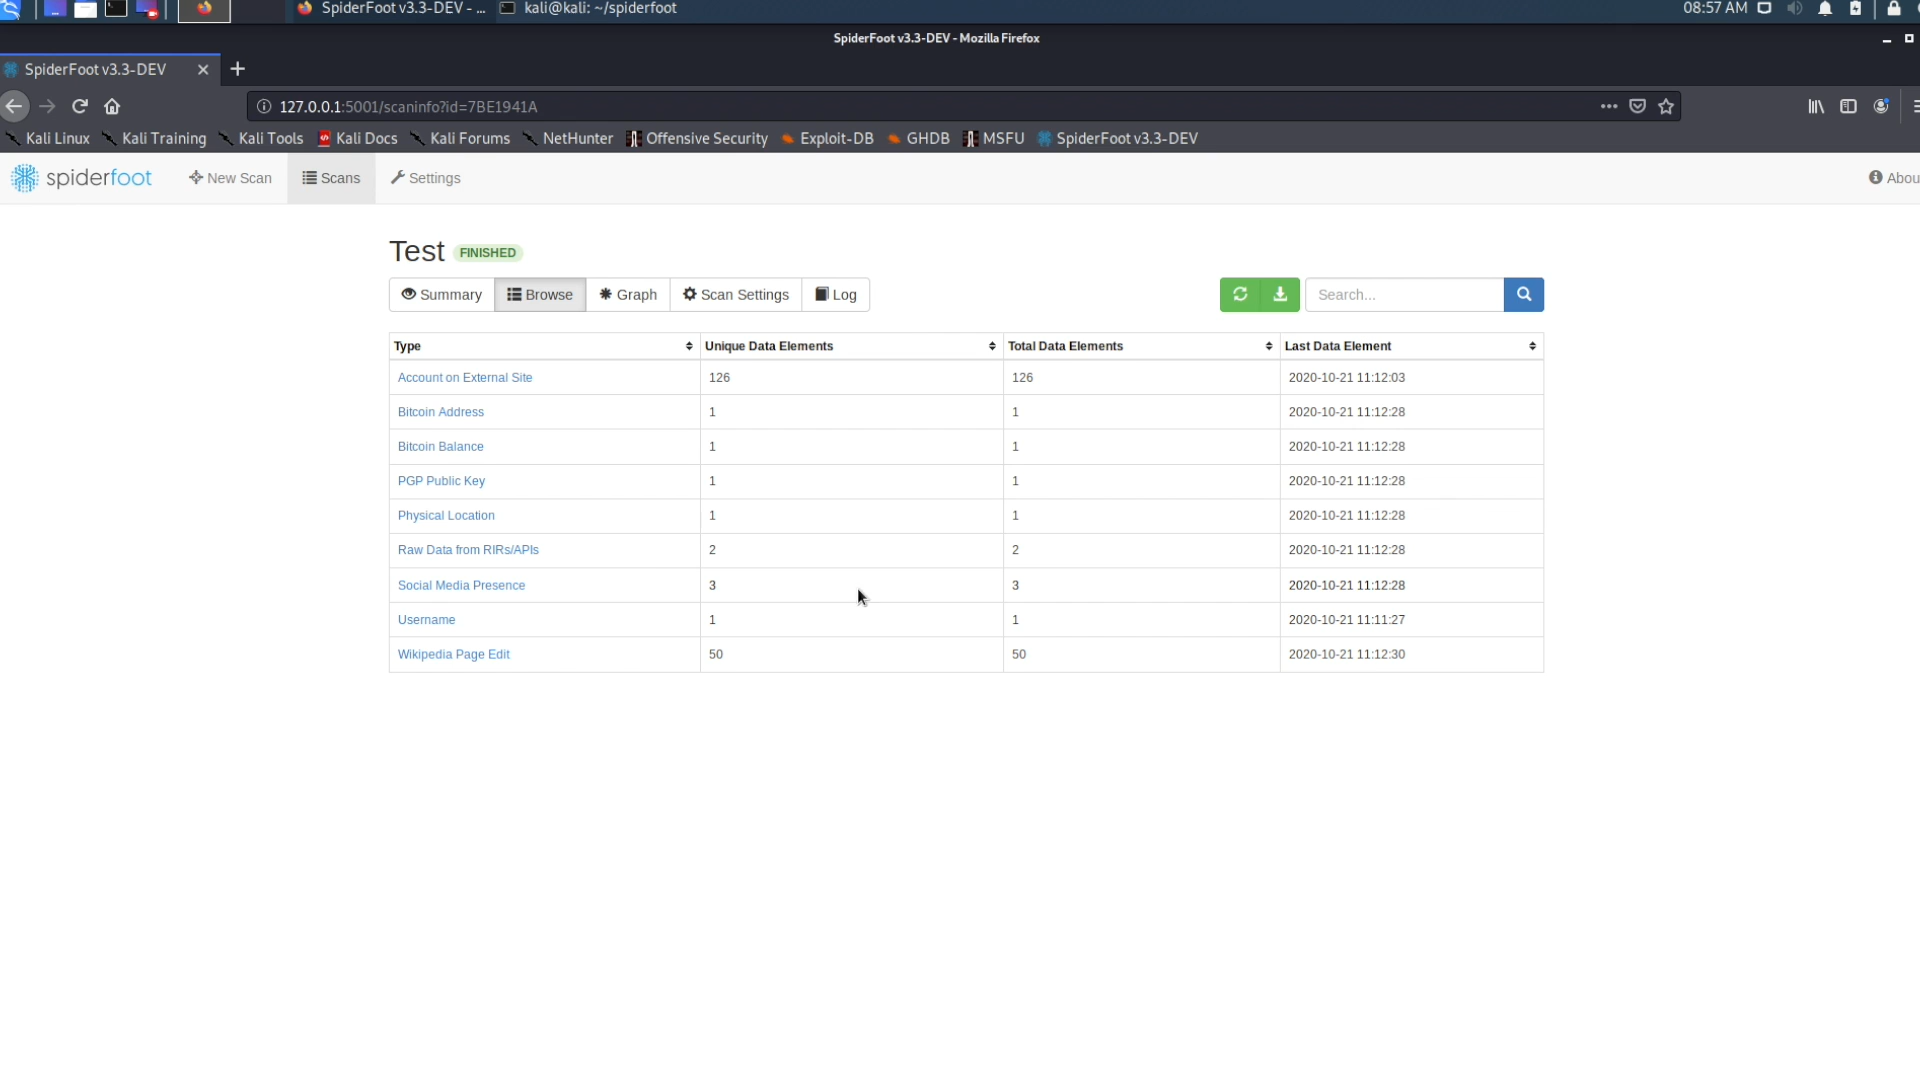 SpiderFoot v3.3-DEV - ... kali@kali: ~/spiderfoot 08:57 AM
SpiderFoot v3.3-DEV - Mozilla Firefox
SpiderFoot v3.3-DEV
127.0.0.1:5001/scaninfo?id=7BE1941A
Kali Linux Kali Training Kali Tools Kali Docs Kali Forums NetHunter Offensive Security Exploit-DB GHDB MSFU SpiderFoot v3.3-DEV
spiderfoot New Scan Scans Settings Abou
Test FINISHED
Summary Browse Graph Scan Settings Log Search...
Type Unique Data Elements Total Data Elements Last Data Element
Account on External Site 126 126 2020-10-21 11:12:03
Bitcoin Address 1 1 2020-10-21 11:12:28
Bitcoin Balance 1 1 2020-10-21 11:12:28
PGP Public Key 1 1 2020-10-21 11:12:28
Physical Location 1 1 2020-10-21 11:12:28
Raw Data from RIRs/APIs 2 2 2020-10-21 11:12:28
Social Media Presence 3 3 2020-10-21 11:12:28
Username 1 1 2020-10-21 11:11:27
Wikipedia Page Edit 50 50 2020-10-21 11:12:30